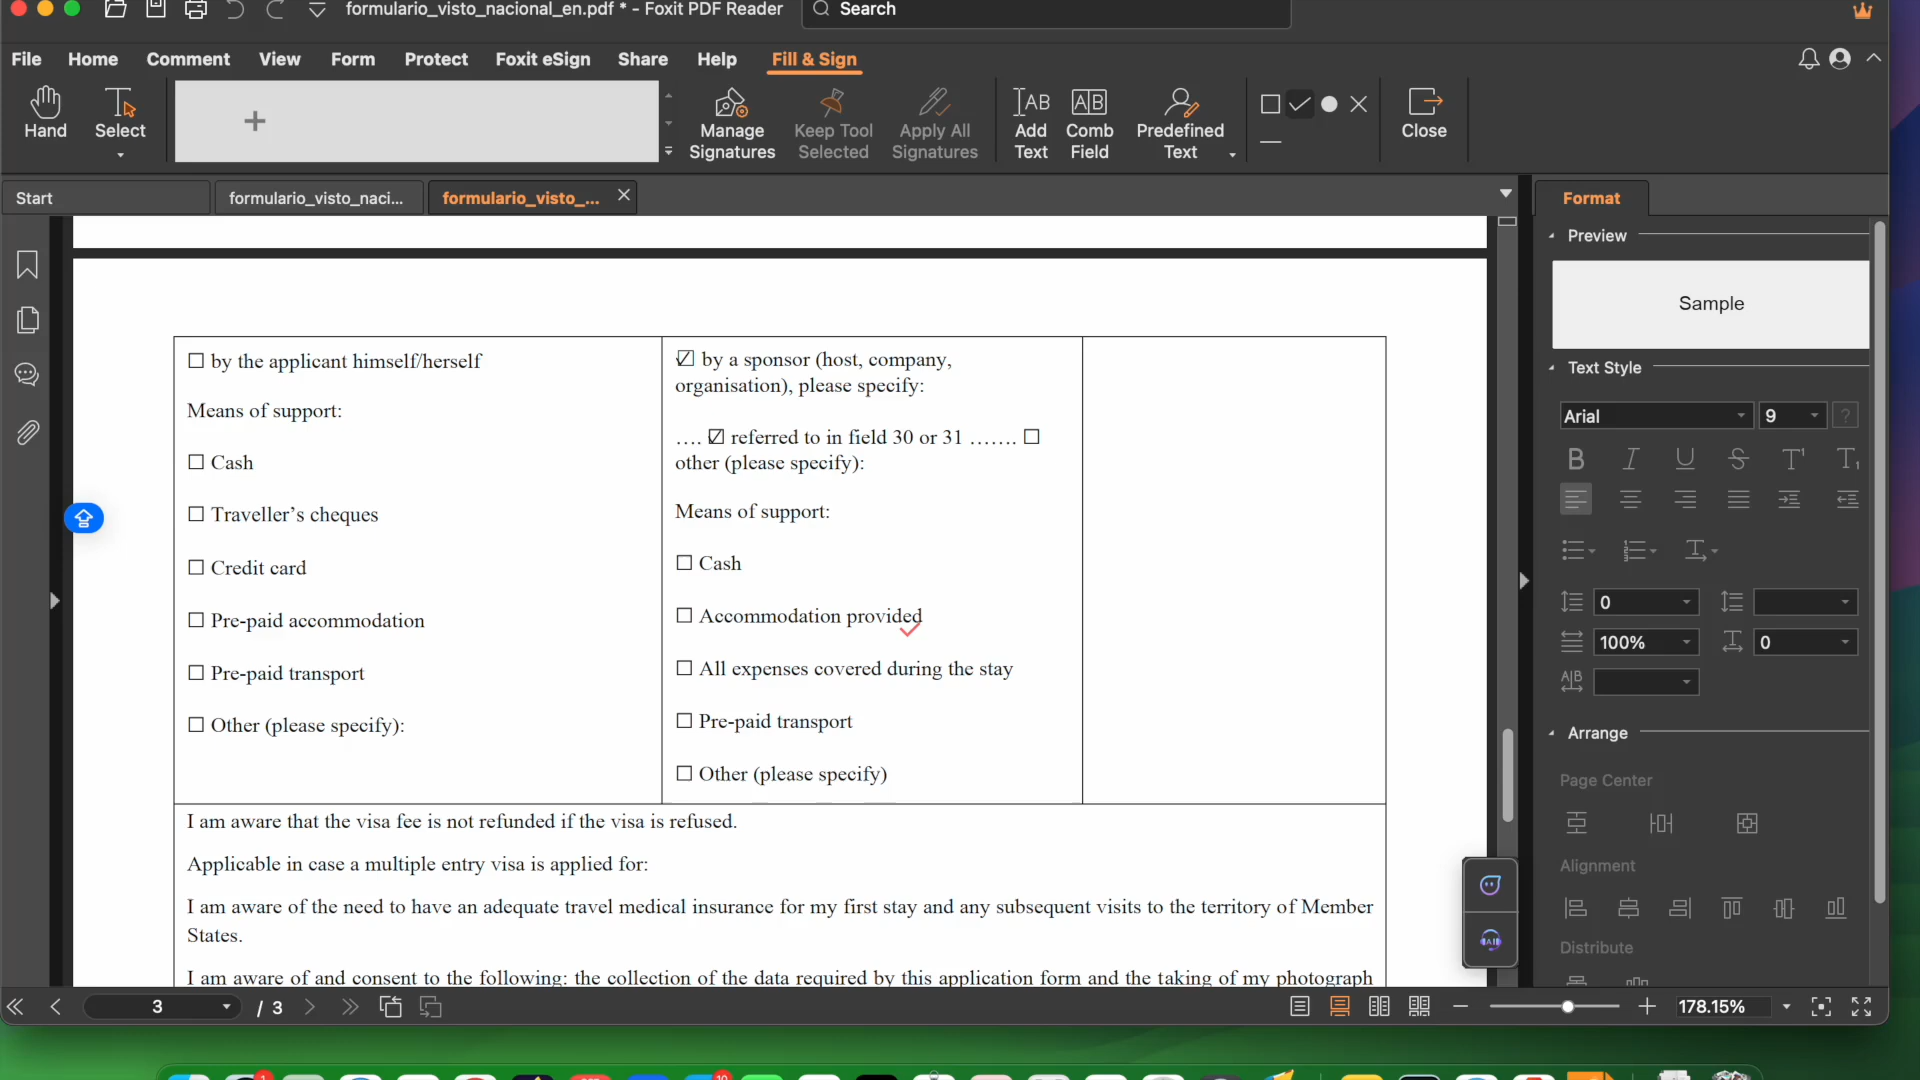 formulario_visto_nacional_en.pdf * - Foxit PDF Reader
Search
File Home Comment View Form Protect Foxit eSign Share Help Fill & Sign
Hand
Select
Manage Signatures
Keep Tool Selected
Apply All Signatures
Add Text
Comb Field
Predefined Text
Close
Start
formulario_visto_naci...
formulario_visto_...
by the applicant himself/herself
Means of support:
Cash
Traveller's cheques
Credit card
Pre-paid accommodation
Pre-paid transport
Other (please specify):
by a sponsor (host, company,
organisation), please specify:
…. referred to in field 30 or 31 …….
other (please specify):
Means of support:
Cash
Accommodation provided
All expenses covered during the stay
Pre-paid transport
Other (please specify)
I am aware that the visa fee is not refunded if the visa is refused.
Applicable in case a multiple entry visa is applied for:
I am aware of the need to have an adequate travel medical insurance for my first stay and any subsequent visits to the territory of Member
States.
I am aware of and consent to the following: the collection of the data required by this application form and the taking of my photograph
Format
Preview
Sample
Text Style
Arial 9
0
100% 0
Arrange
Page Center
Alignment
Distribute
3 / 3
178.15%
1
10